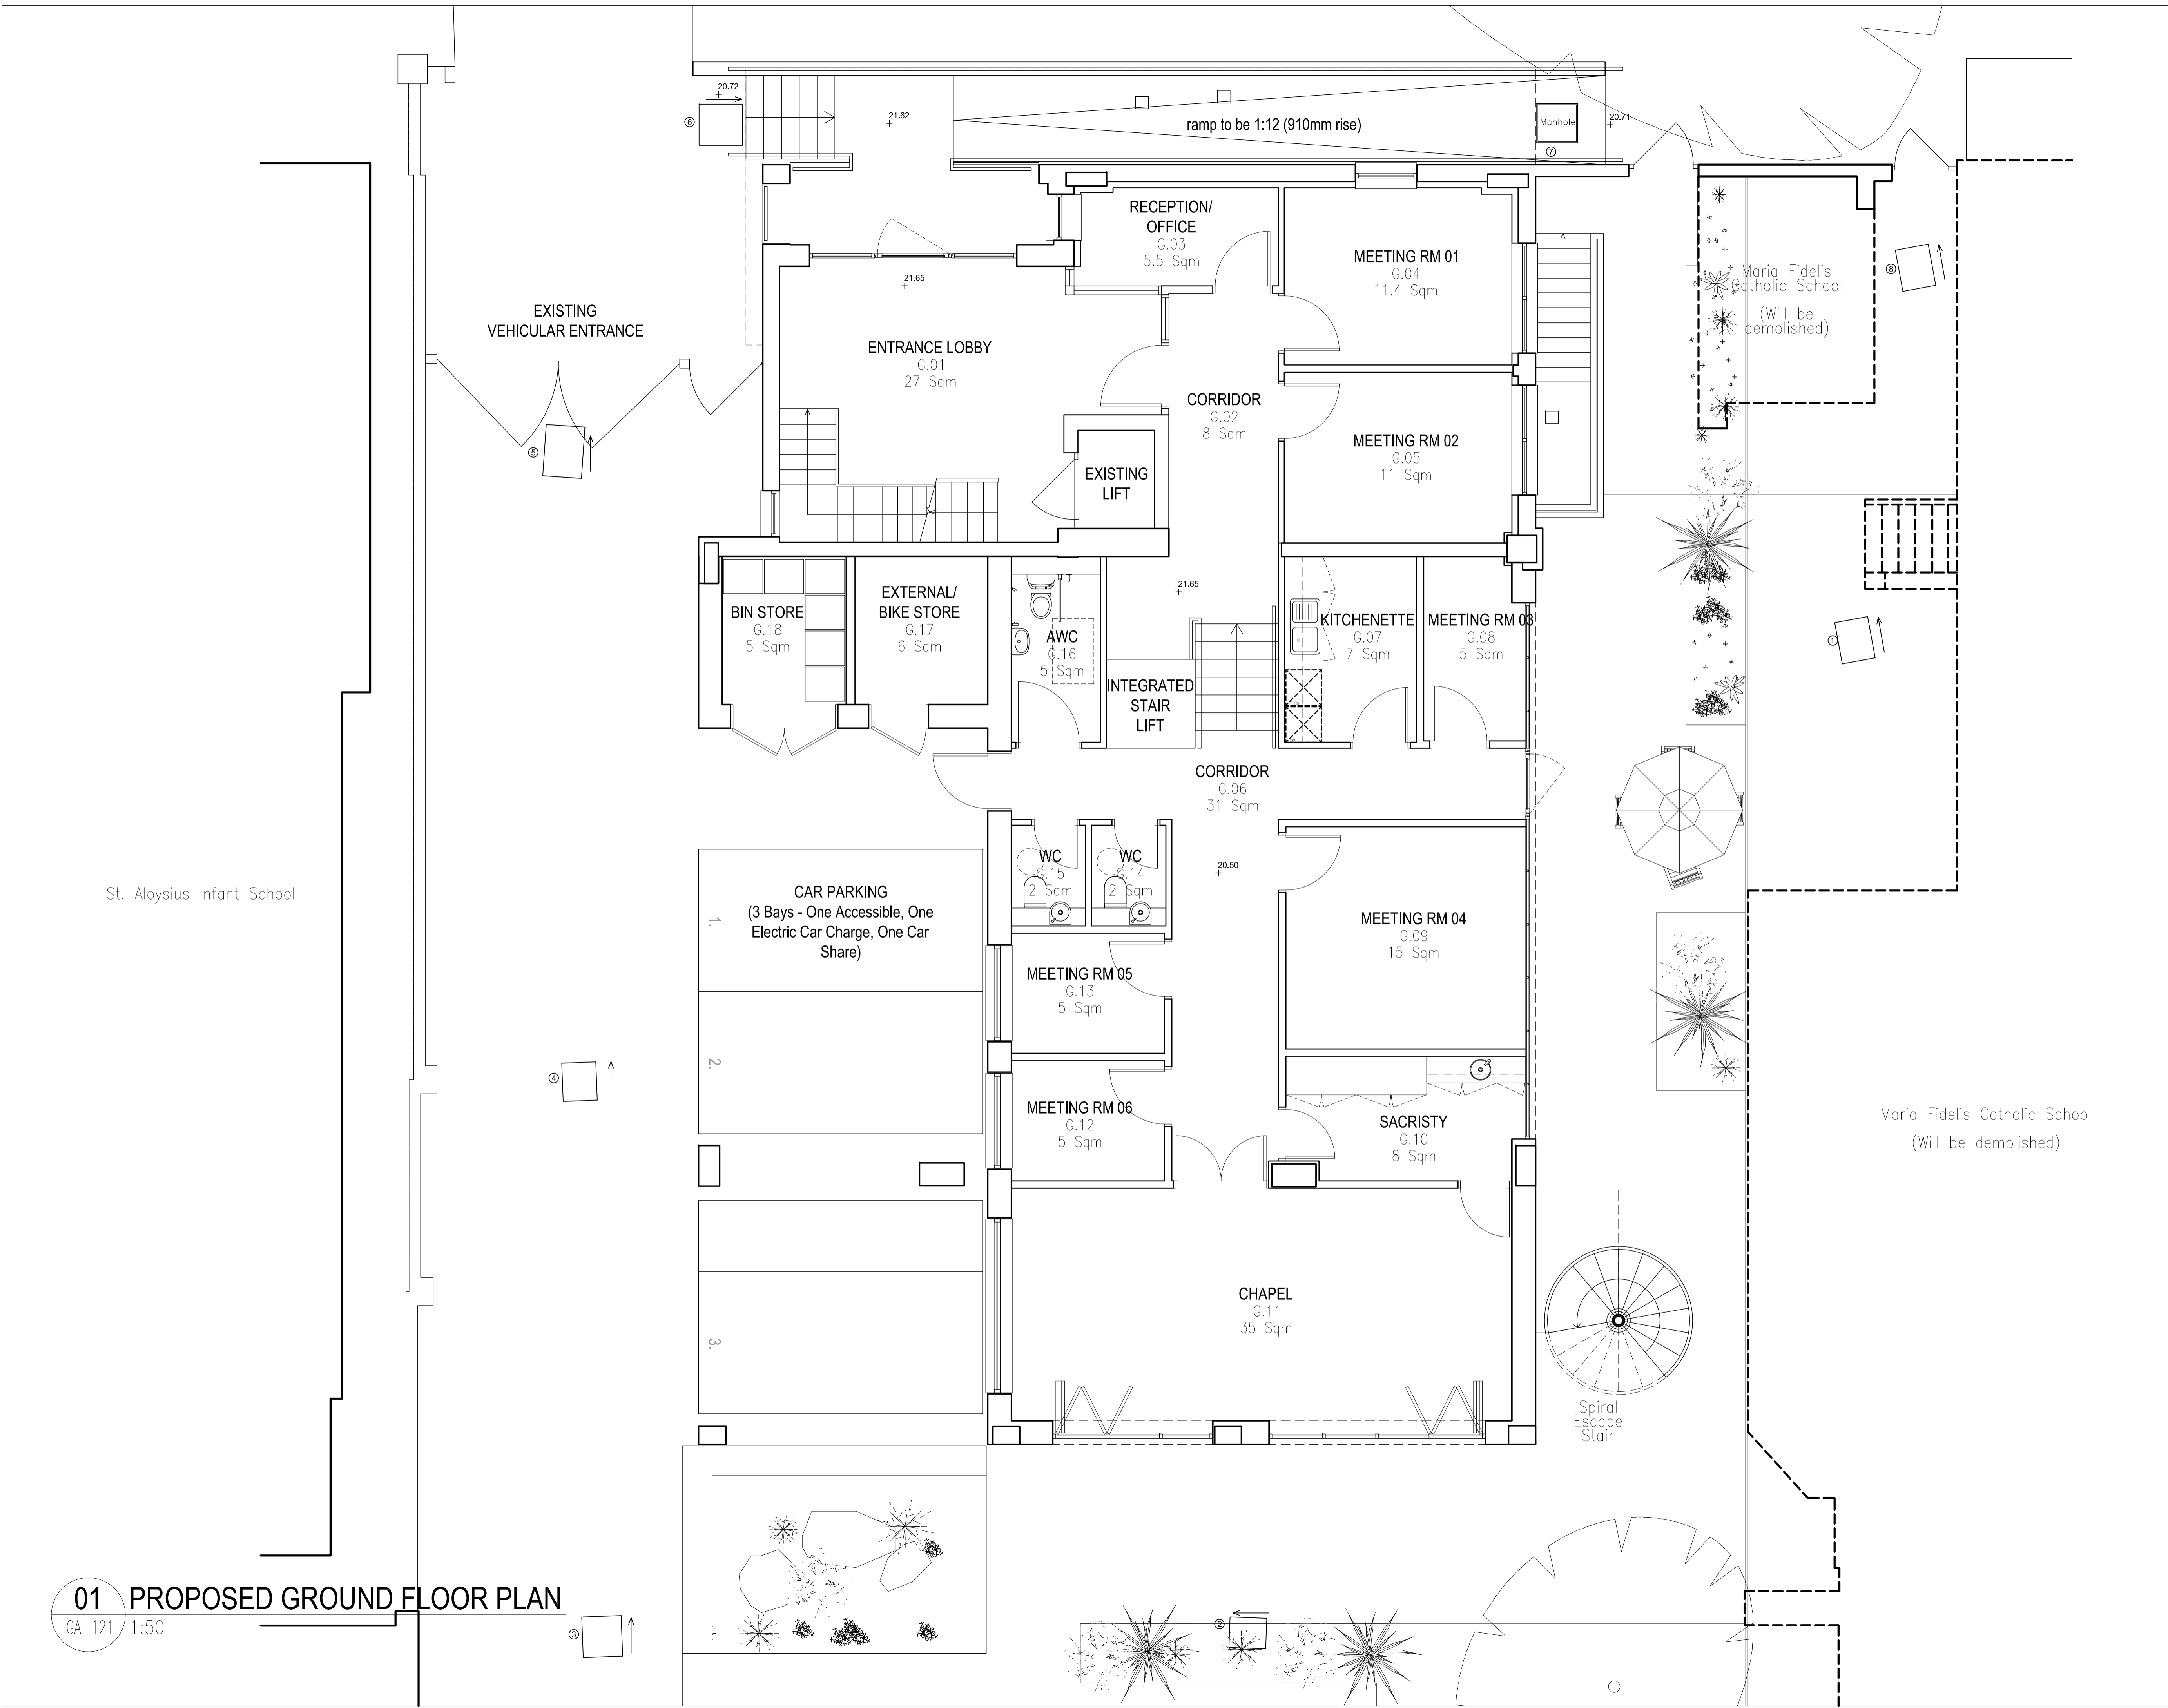 20.72
⑥
21.62
ramp to be 1:12 (910mm rise)
Manhole
⑦
20.71
RECEPTION/
OFFICE
G.03
5.5 Sqm
MEETING RM 01
G.04
11.4 Sqm
⑧
Maria Fidelis
Catholic School
(Will be
demolished)
EXISTING
VEHICULAR ENTRANCE
21.65
ENTRANCE LOBBY
G.01
27 Sqm
CORRIDOR
G.02
8 Sqm
MEETING RM 02
G.05
11 Sqm
⑤
EXISTING
LIFT
BIN STORE
G.18
5 Sqm
EXTERNAL/
BIKE STORE
G.17
6 Sqm
AWC
G.16
5 Sqm
21.65
INTEGRATED
STAIR
LIFT
KITCHENETTE
G.07
7 Sqm
MEETING RM 03
G.08
5 Sqm
①
CORRIDOR
G.06
31 Sqm
St. Aloysius Infant School
1.
CAR PARKING
(3 Bays - One Accessible, One
Electric Car Charge, One Car
Share)
WC
G.15
2 Sqm
WC
G.14
2 Sqm
20.50
MEETING RM 04
G.09
15 Sqm
2.
④
MEETING RM 05
G.13
5 Sqm
MEETING RM 06
G.12
5 Sqm
SACRISTY
G.10
8 Sqm
Maria Fidelis Catholic School
(Will be demolished)
3.
CHAPEL
G.11
35 Sqm
Spiral
Escape
Stair
01
PROPOSED GROUND FLOOR PLAN
GA-121
1:50
③
②